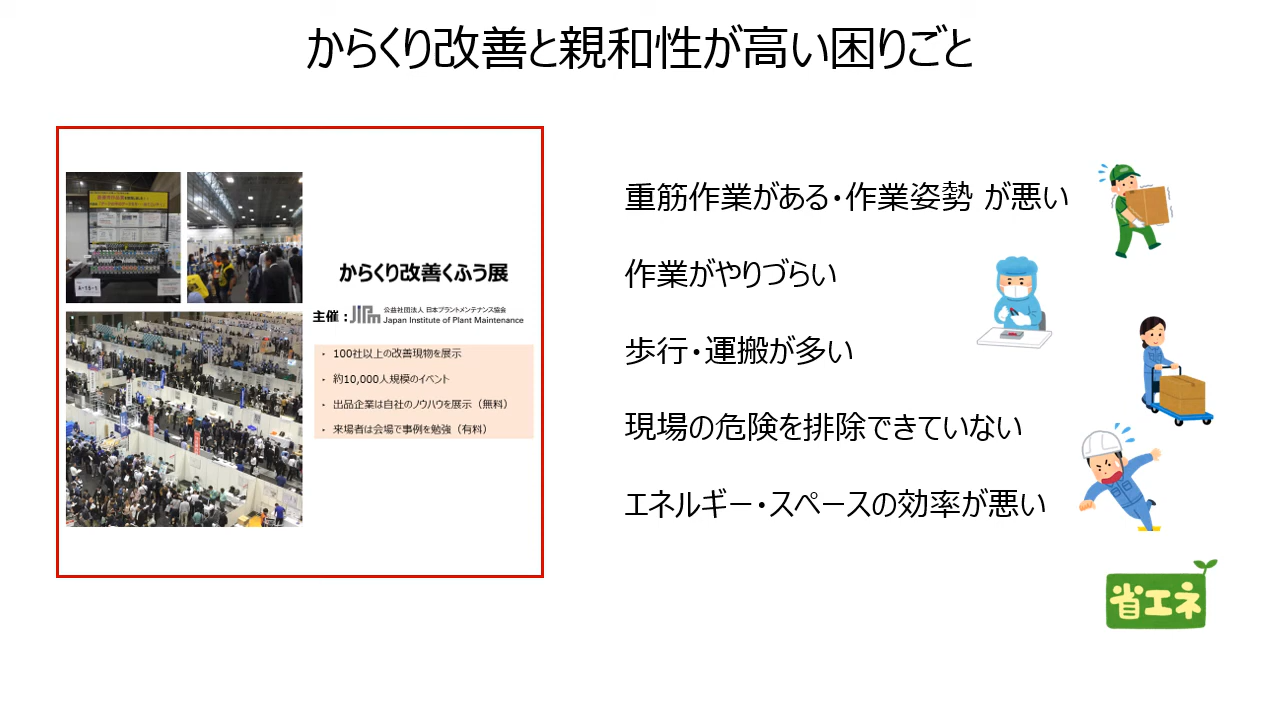 からくり改善と親和性が高い困りごと
からくり改善くふう展
主催：JIPM 公益社団法人 日本プラントメンテナンス協会
Japan Institute of Plant Maintenance
・ 100社以上の改善現物を展示
・ 約10,000人規模のイベント
・ 出品企業は自社のノウハウを展示（無料）
・ 来場者は会場で事例を勉強（有料）
重筋作業がある・作業姿勢 が悪い
作業がやりづらい
歩行・運搬が多い
現場の危険を排除できていない
エネルギー・スペースの効率が悪い
省エネ